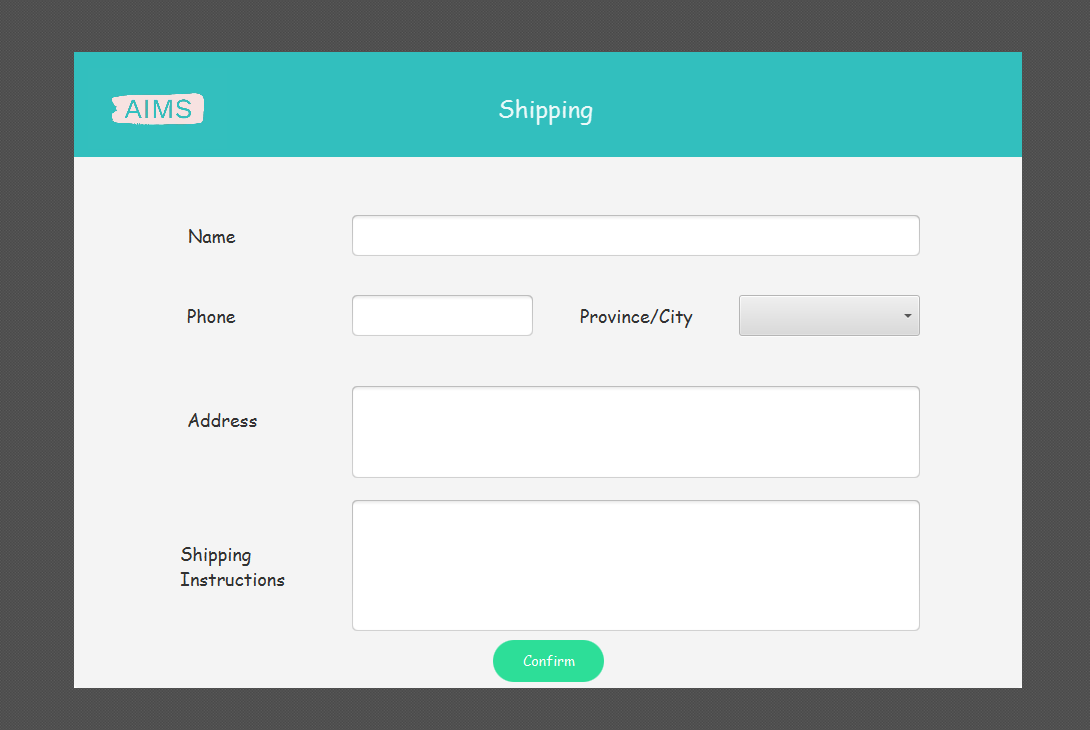 AIMS
Shipping
Name
Phone
Province/City
Address
Shipping
Instructions
Confirm